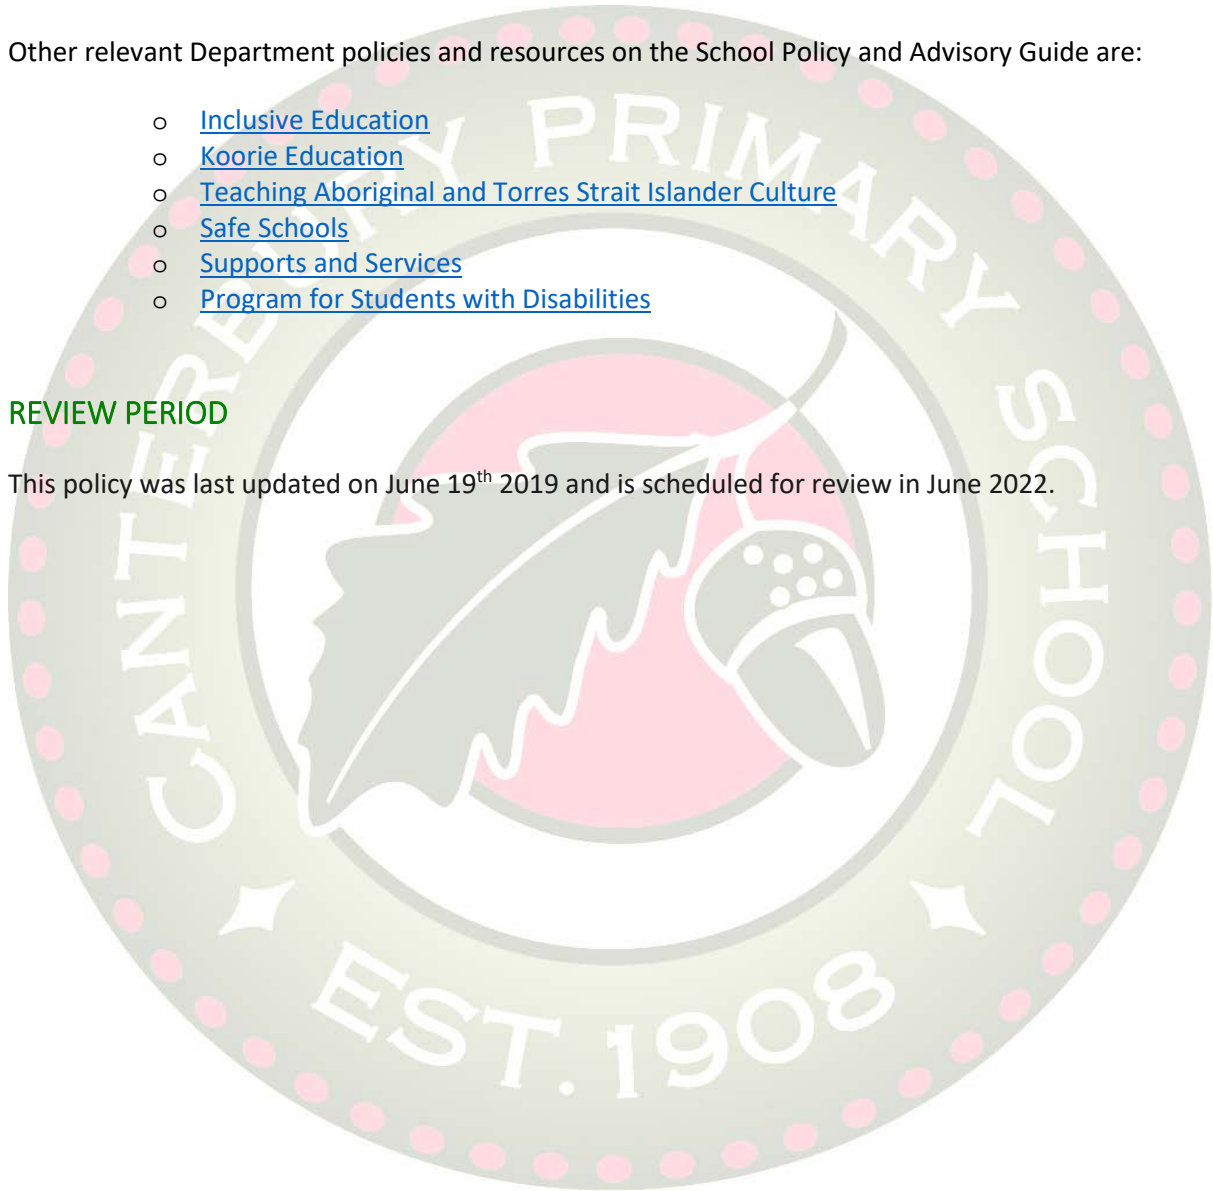 Other relevant Department policies and resources on the School Policy and Advisory Guide are:
o Inclusive Education
o Koorie Education
o Teaching Aboriginal and Torres Strait Islander Culture
o Safe Schools
o Supports and Services
o Program for Students with Disabilities
REVIEW PERIOD
This policy was last updated on June 19th 2019 and is scheduled for review in June 2022.
CANTERBURY PRIMARY SCHOOL
EST. 1908